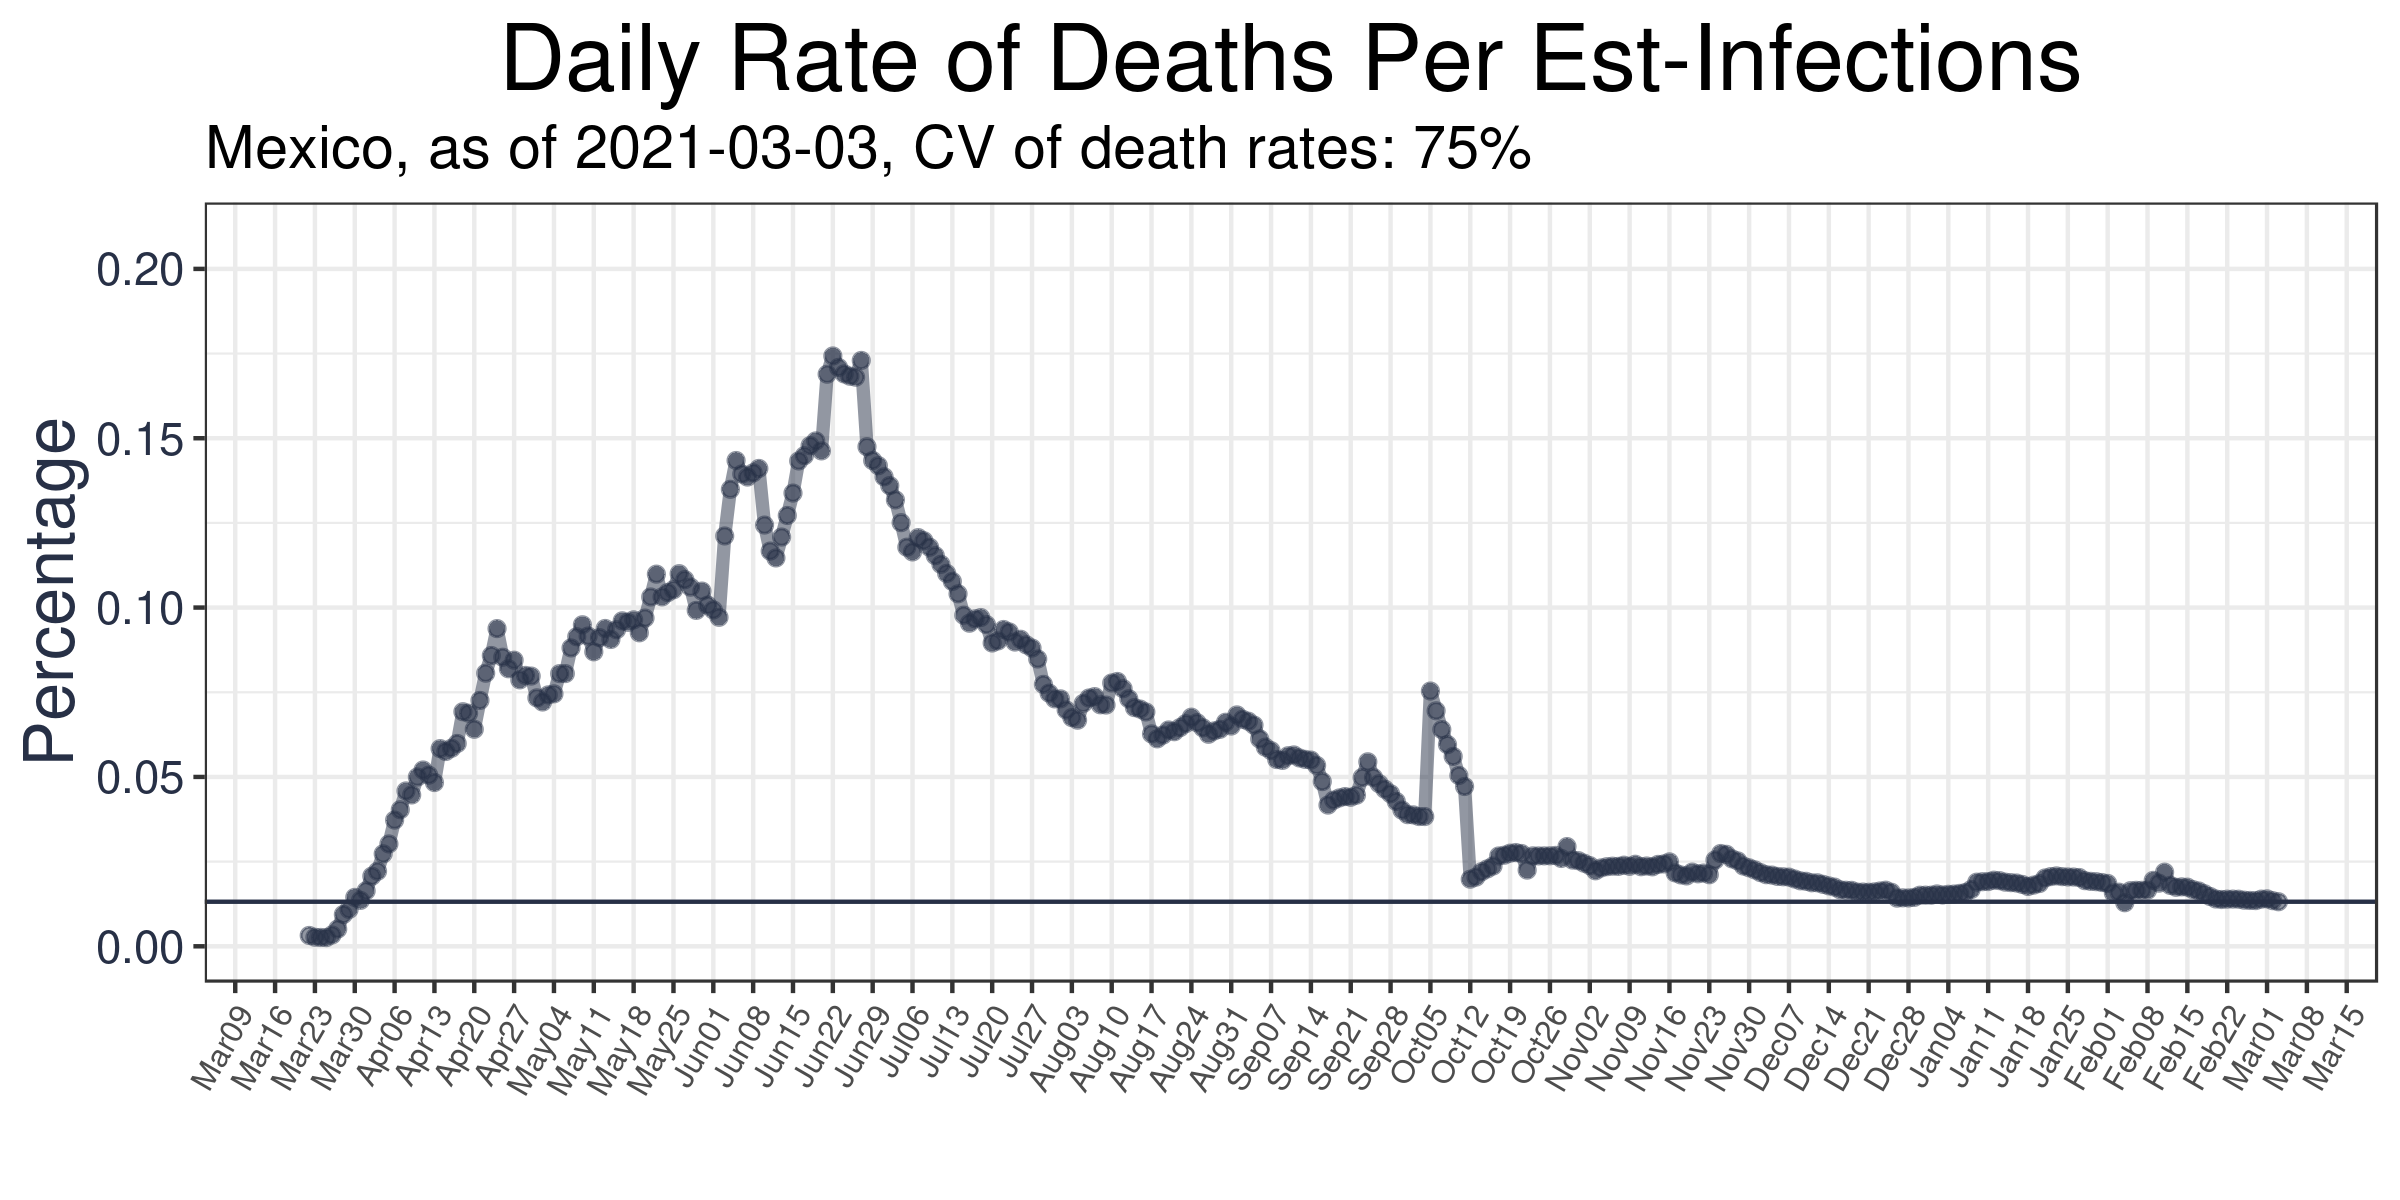 Daily Rate of Deaths Per Est-Infections
Mexico, as of 2021-03-03, CV of death rates: 75%
Percentage
0.20
0.15
0.10
0.05
0.00
Mar09
Mar16
Mar23
Mar30
Apr06
Apr13
Apr20
Apr27
May04
May11
May18
May25
Jun01
Jun08
Jun15
Jun22
Jun29
Jul06
Jul13
Jul20
Jul27
Aug03
Aug10
Aug17
Aug24
Aug31
Sep07
Sep14
Sep21
Sep28
Oct05
Oct12
Oct19
Oct26
Nov02
Nov09
Nov16
Nov23
Nov30
Dec07
Dec14
Dec21
Dec28
Jan04
Jan11
Jan18
Jan25
Feb01
Feb08
Feb15
Feb22
Mar01
Mar08
Mar15